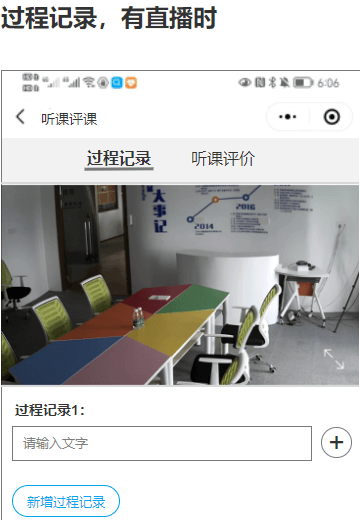 过程记录，有直播时
6:06
听课评课
过程记录
听课评价
大事记
2014
2016
过程记录1：
请输入文字
新增过程记录